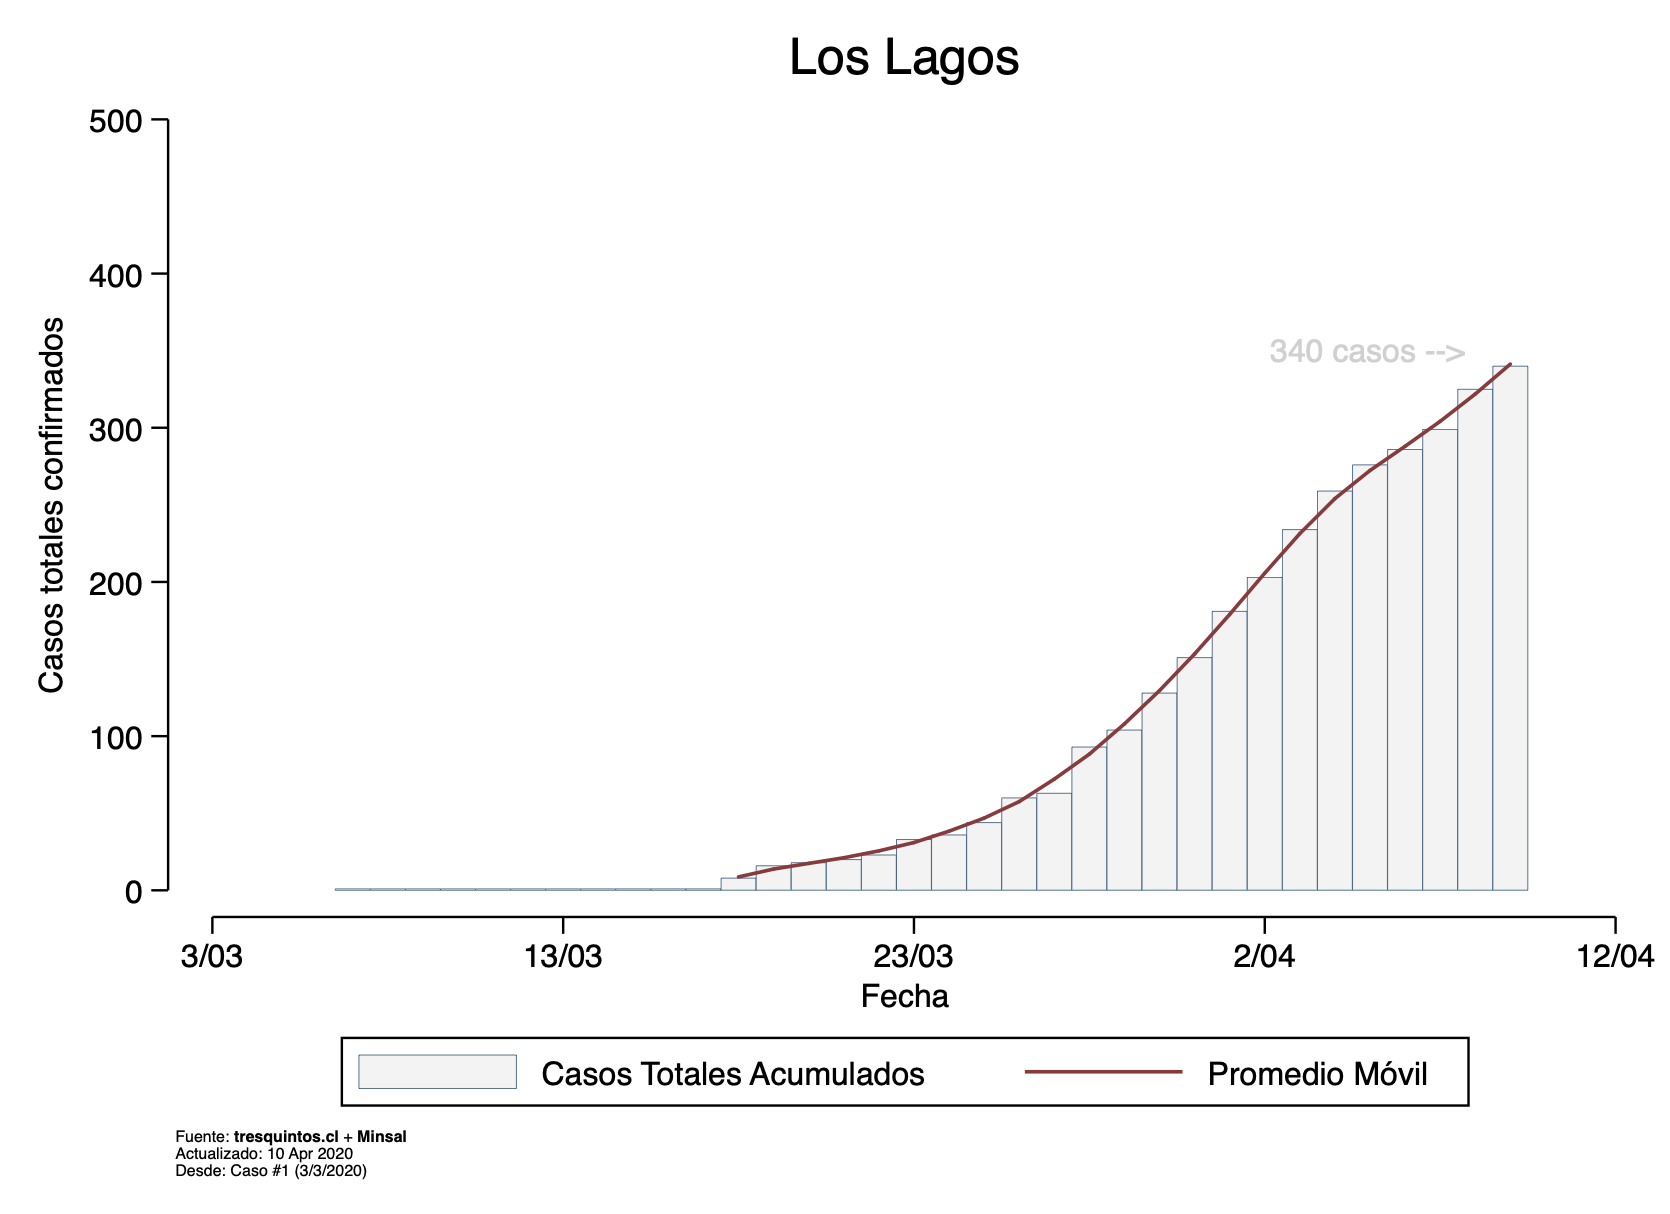 Los Lagos
500
400
300
200
100
0
Casos totales confirmados
340 casos -->
3/03 13/03 23/03 2/04 12/04
Fecha
Casos Totales Acumulados Promedio Móvil
Fuente: tresquintos.cl + Minsal
Actualizado: 10 Apr 2020
Desde: Caso #1 (3/3/2020)